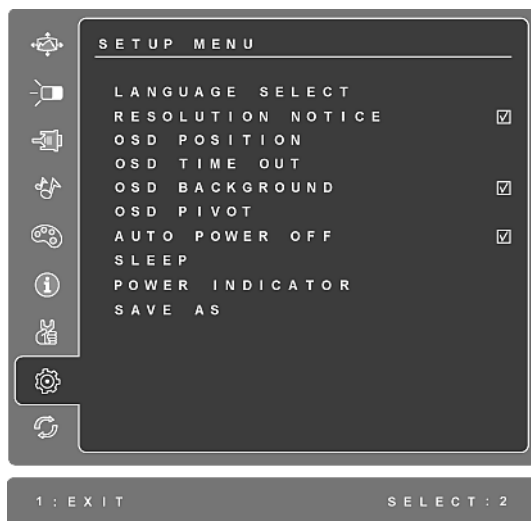 SETUP MENU
LANGUAGE SELECT
RESOLUTION NOTICE
OSD POSITION
OSD TIME OUT
OSD BACKGROUND
OSD PIVOT
AUTO POWER OFF
SLEEP
POWER INDICATOR
SAVE AS
1:EXIT SELECT:2